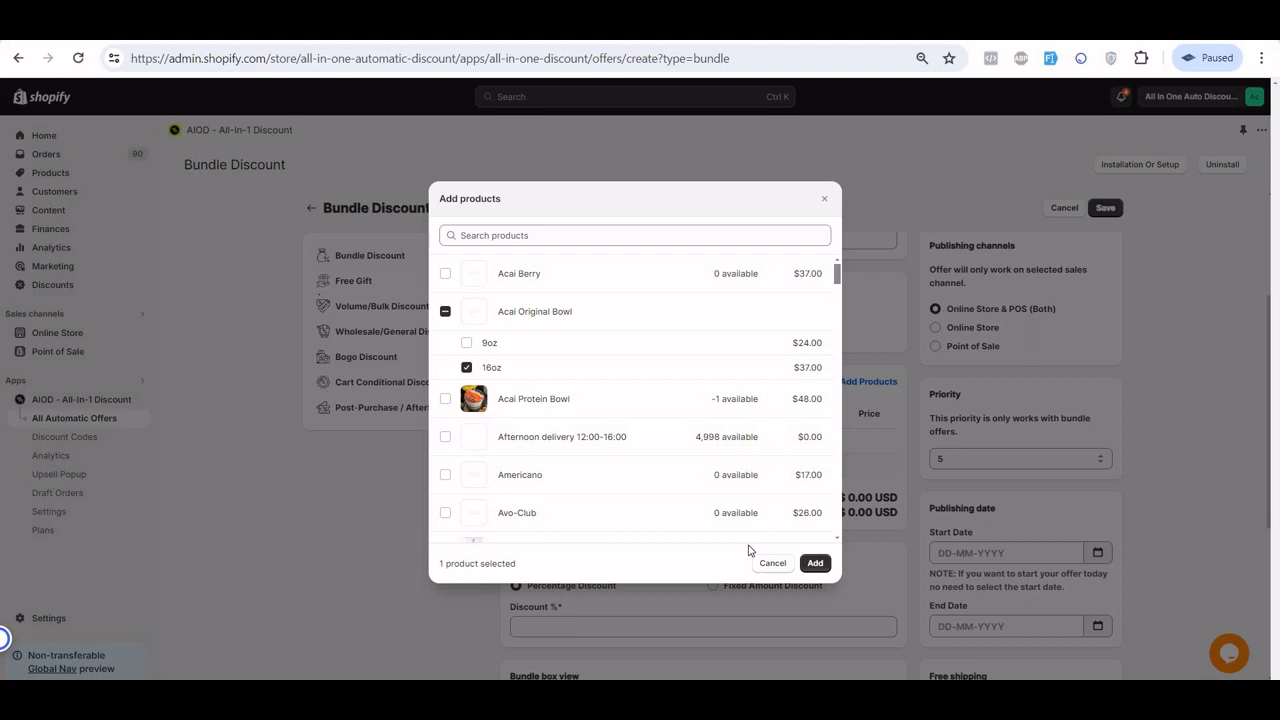 https://admin.shopify.com/store/all-in-one-automatic-discount/apps/all-in-one-discount/offers/create?type=bundle
ABP
Paused
shopify
Search
Ctrl K
All in One Auto Discou...
Ac
Home
Orders
90
Products
Customers
Content
Finances
Analytics
Marketing
Discounts
Sales channels
Online Store
Point of Sale
Apps
AIOD - All-In-1 Discount
All Automatic Offers
Discount Codes
Analytics
Upsell Popup
Draft Orders
Settings
Plans
Settings
Non-transferable
Global Nav preview
AIOD - All-In-1 Discount
Bundle Discount
Installation Or Setup
Uninstall
Bundle Discount
Cancel
Save
Bundle Discount
Free Gift
Volume/Bulk Discount
Wholesale/General Dis
Bogo Discount
Cart Conditional Disco
Post-Purchase / After
Add products
Search products
Acai Berry
0 available
$37.00
Acai Original Bowl
9oz
$24.00
16oz
$37.00
Acai Protein Bowl
-1 available
$48.00
Afternoon delivery 12:00-16:00
4,998 available
$0.00
Americano
0 available
$17.00
Avo-Club
0 available
$26.00
1 product selected
Cancel
Add
Add Products
Price
$ 0.00 USD
$ 0.00 USD
Percentage Discount
Fixed Amount Discount
Discount %*
Bundle box view
Publishing channels
Offer will only work on selected sales
channel.
Online Store & POS (Both)
Online Store
Point of Sale
Priority
This priority is only works with bundle
offers.
5
Publishing date
Start Date
DD-MM-YYYY
NOTE: If you want to start your offer today
no need to select the start date.
End Date
DD-MM-YYYY
Free shipping